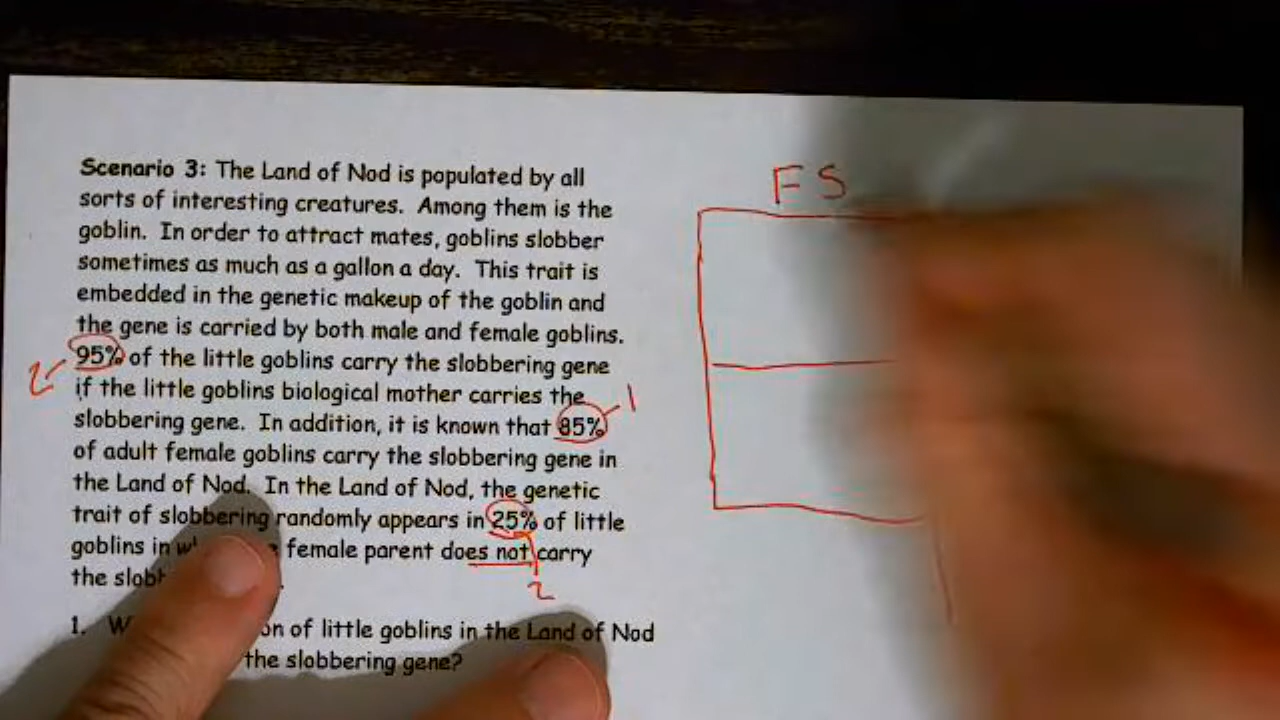 Scenario 3: The Land of Nod is populated by all
sorts of interesting creatures. Among them is the
goblin. In order to attract mates, goblins slobber
sometimes as much as a gallon a day. This trait is
embedded in the genetic makeup of the goblin and
the gene is carried by both male and female goblins.
95% of the little goblins carry the slobbering gene
if the little goblins biological mother carries the
slobbering gene. In addition, it is known that 85%
of adult female goblins carry the slobbering gene in
the Land of Nod. In the Land of Nod, the genetic
trait of slobbering randomly appears in 25% of little
goblins in female parent does not carry
the
1. of little goblins in the Land of Nod
the slobbering gene?
2
1
2
F S